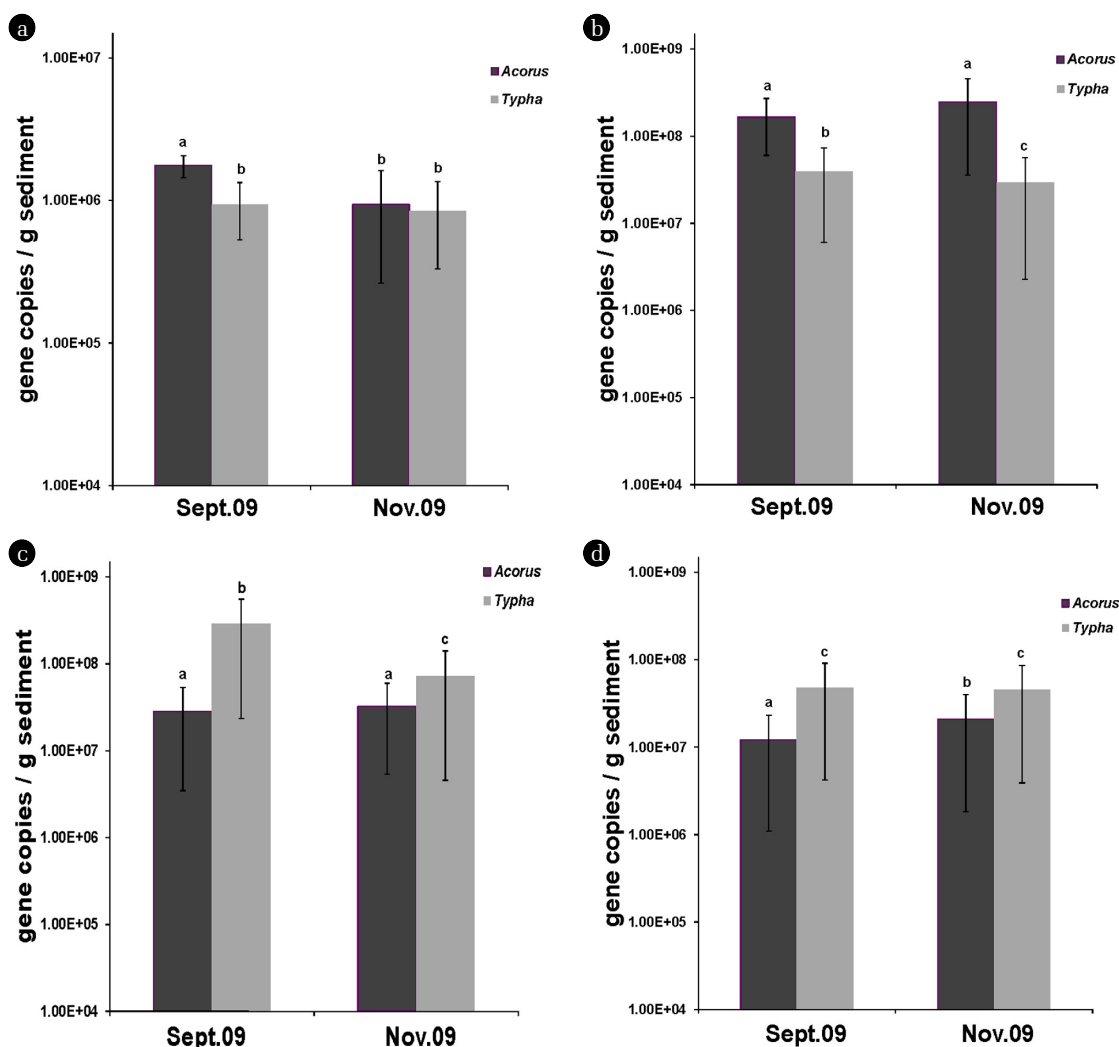 a
1.00E+07
1.00E+06
1.00E+05
1.00E+04
gene copies / g sediment
Acorus
Typha
a
b
b
b
Sept.09
Nov.09
b
1.00E+09
1.00E+08
1.00E+07
1.00E+06
1.00E+05
1.00E+04
gene copies / g sediment
Acorus
Typha
a
b
a
c
Sept.09
Nov.09
c
1.00E+09
1.00E+08
1.00E+07
1.00E+06
1.00E+05
1.00E+04
gene copies / g sediment
Acorus
Typha
a
b
a
c
Sept.09
Nov.09
d
1.00E+09
1.00E+08
1.00E+07
1.00E+06
1.00E+05
1.00E+04
gene copies / g sediment
Acorus
Typha
a
c
b
c
Sept.09
Nov.09